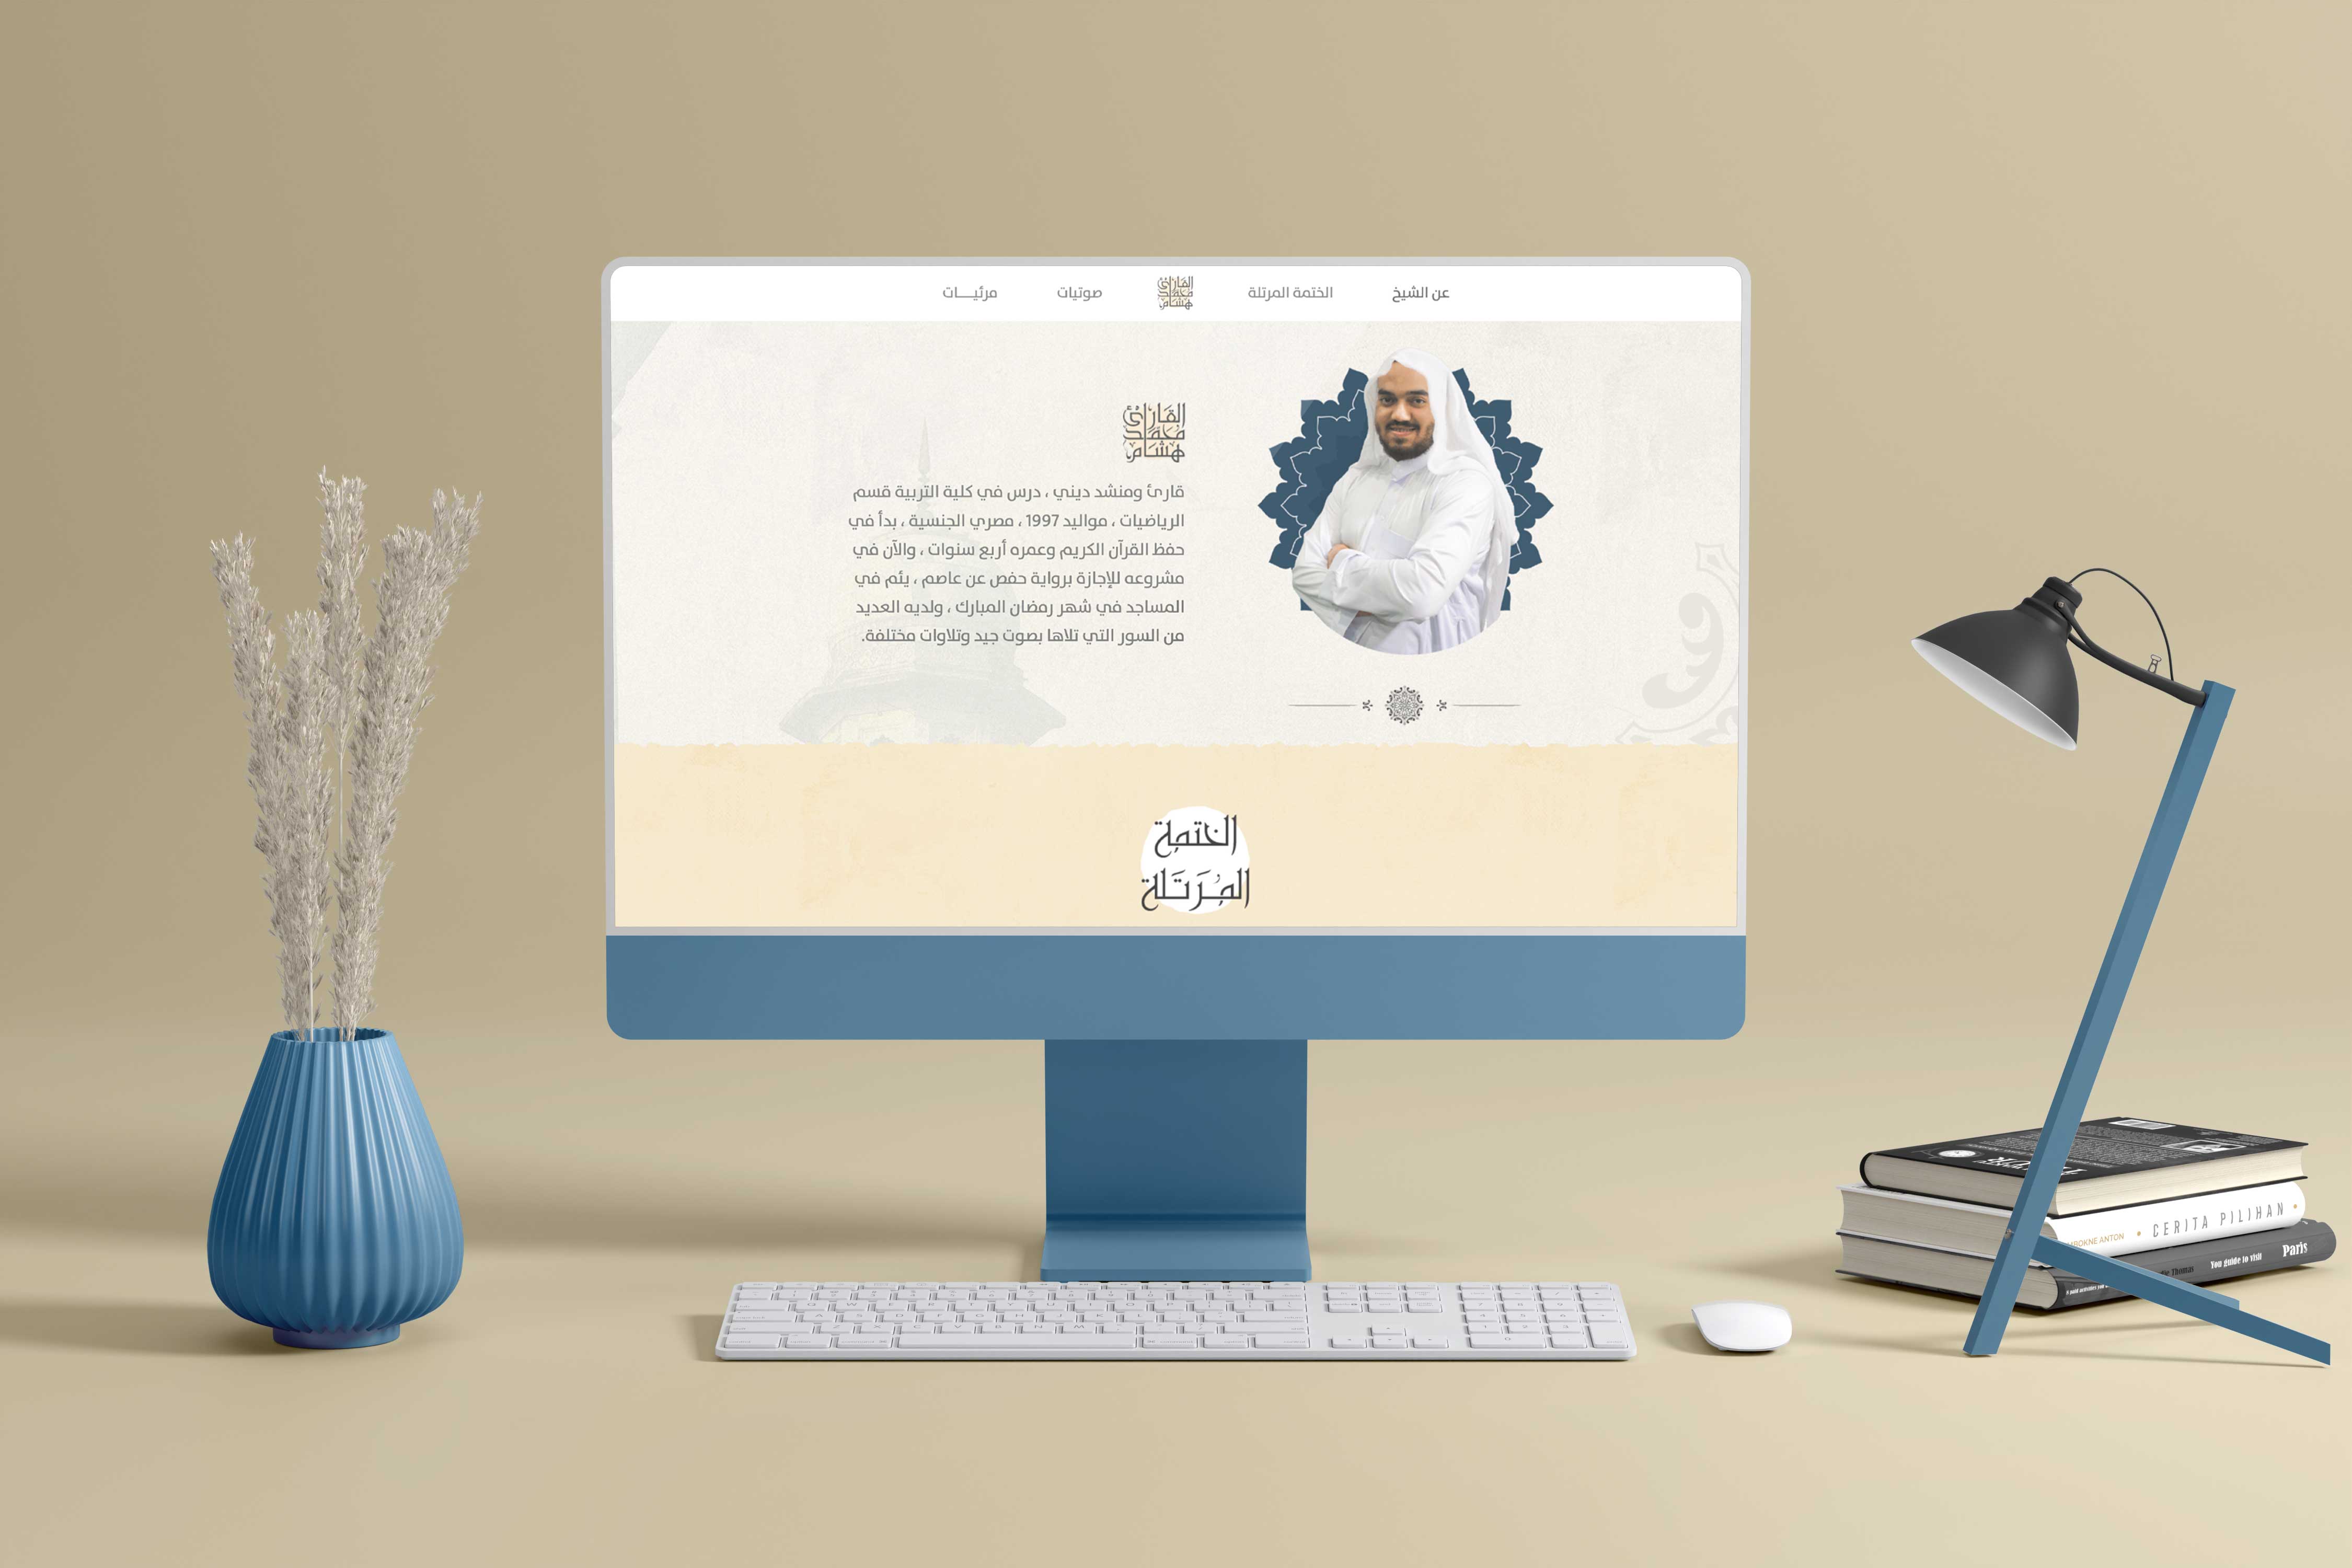 عن الشيخ
الختمة المرتلة
القارئ
محمد
هشام
صوتيات
مرئيـــات
القارئ
محمد
هشام
قارئ ومنشد ديني ، درس في كلية التربية قسم
الرياضيات ، مواليد 1997 ، مصري الجنسية ، بدأ في
حفظ القرآن الكريم وعمره أربع سنوات ، والآن في
مشروعه للإجازة برواية حفص عن عاصم ، يئم في
المساجد في شهر رمضان المبارك ، ولديه العديد
من السور التي تلاها بصوت جيد وتلاوات مختلفة.
الختمة
المُرَتَلة
CERITA PILIHAN
Thomas You guide to visit Paris